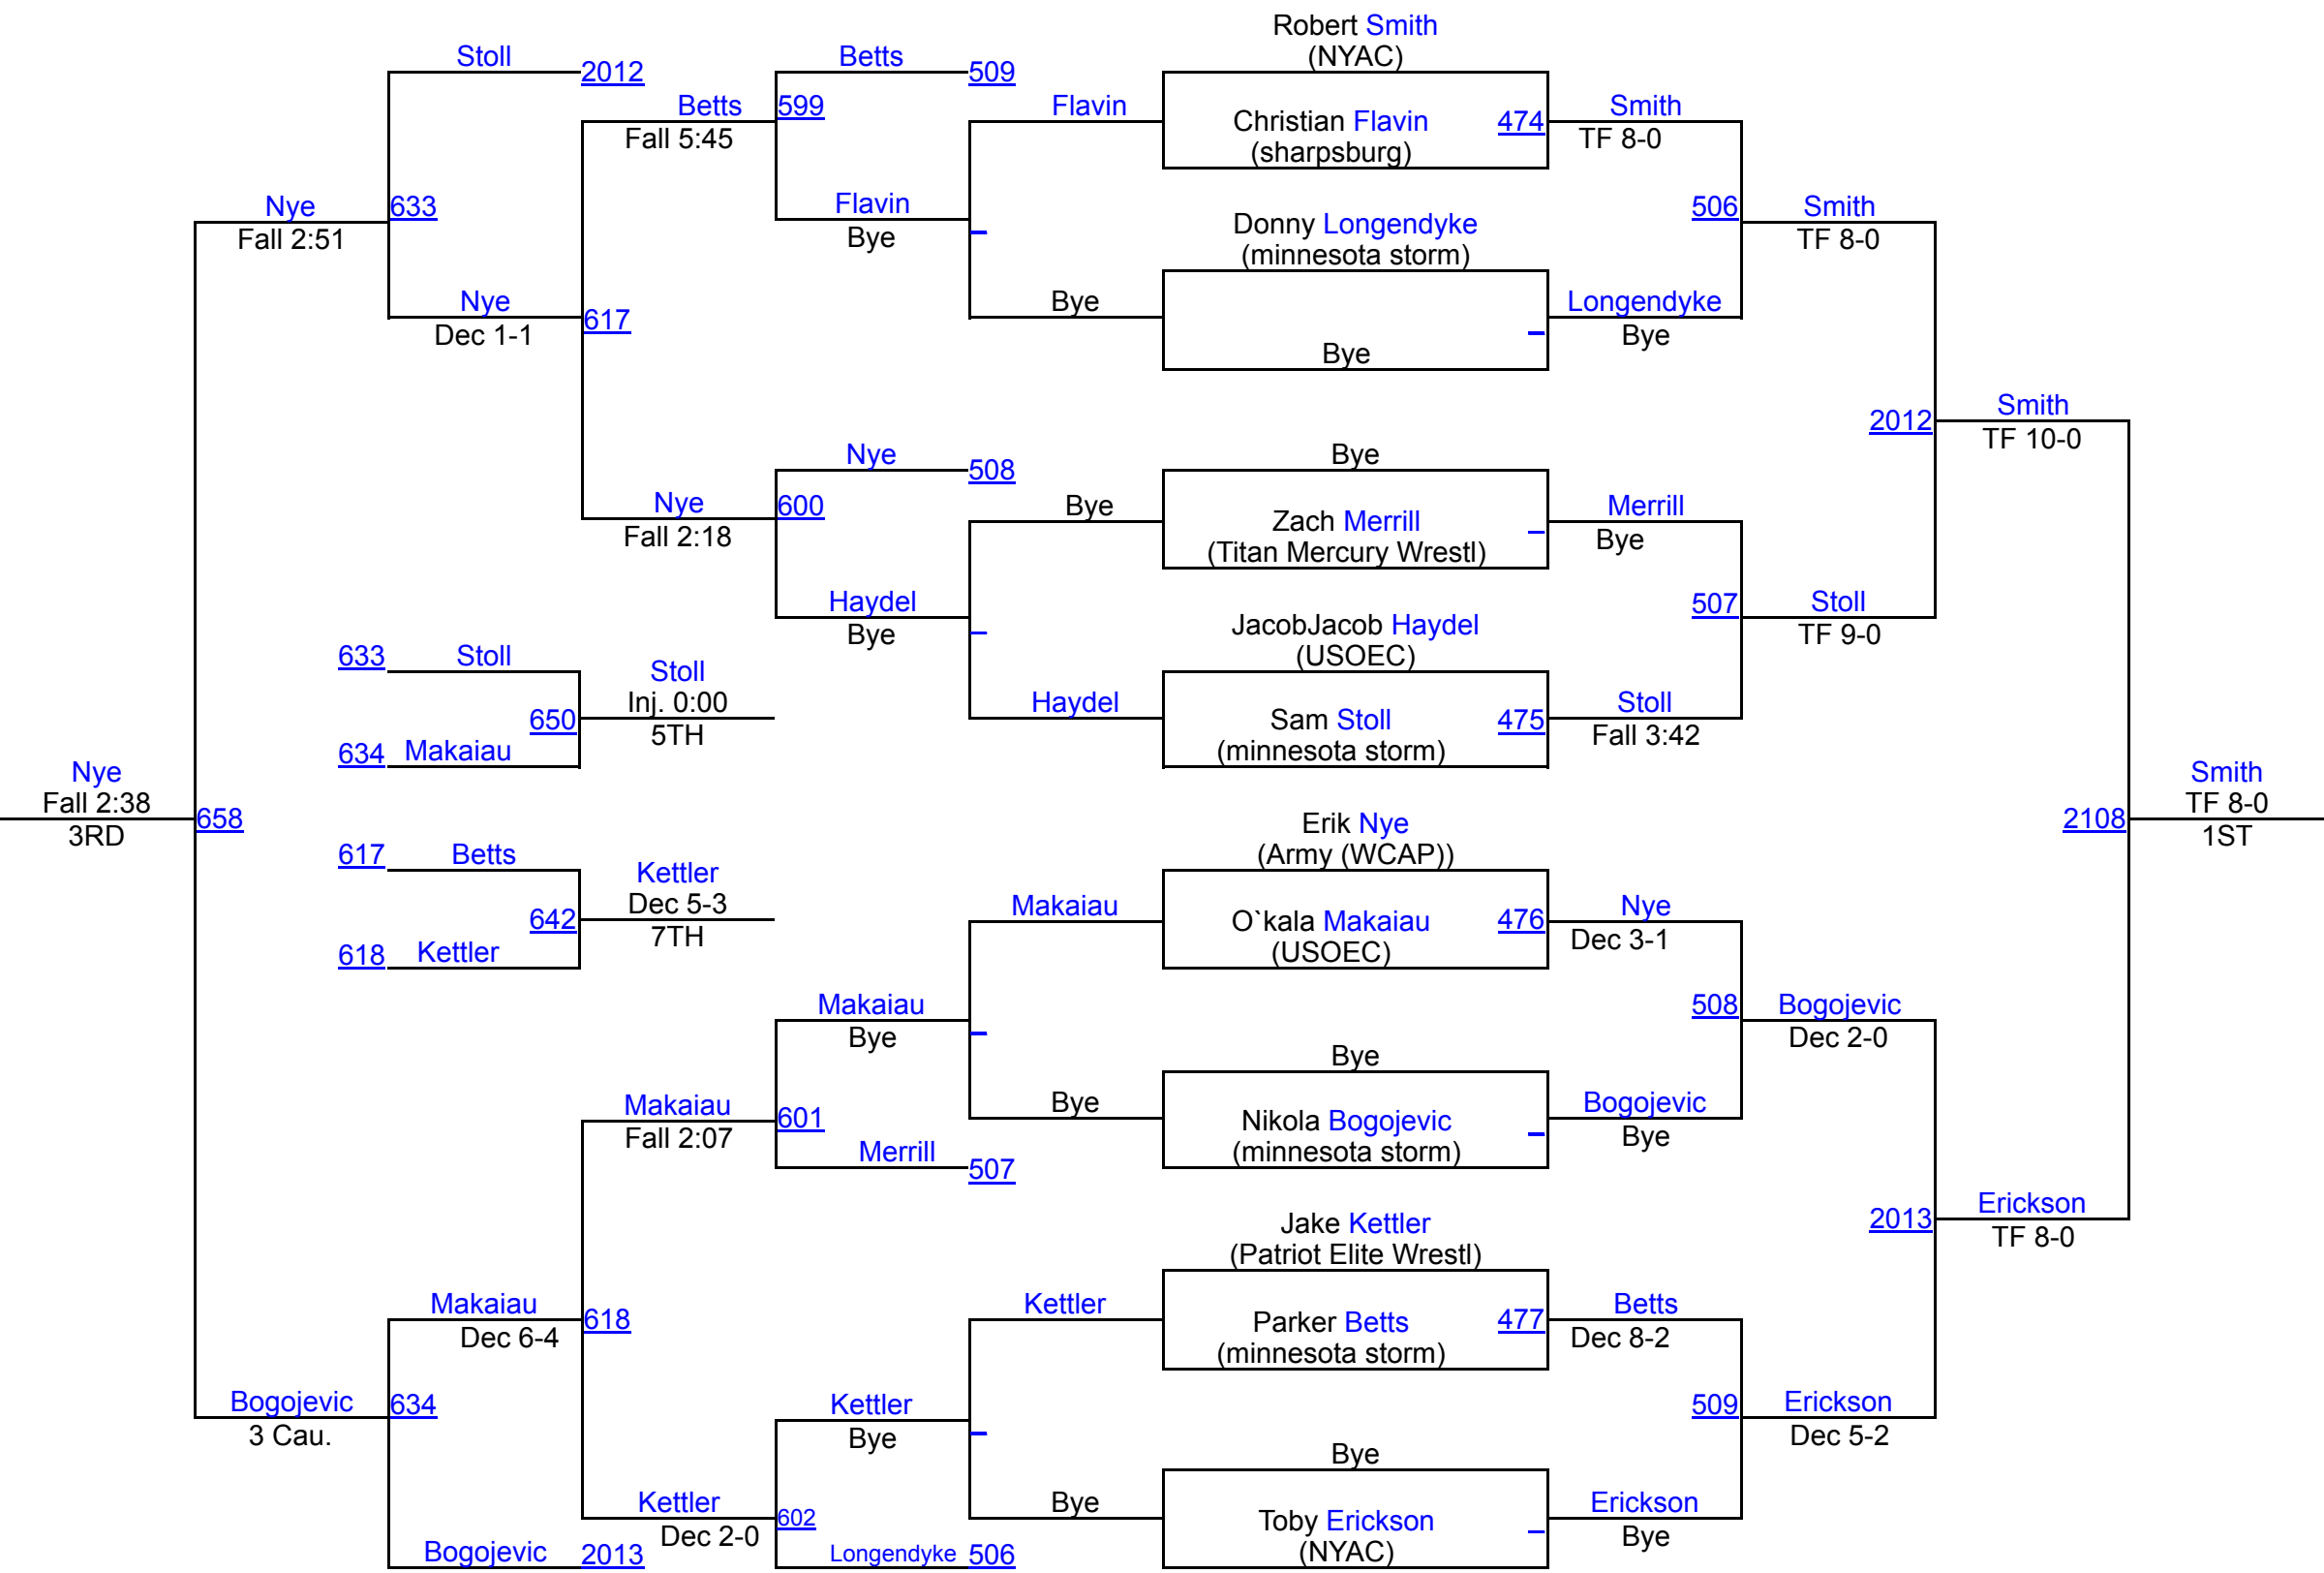 Robert Smith
(NYAC)
Stoll
2012
Betts
509
Betts
599
Fall 5:45
Flavin
Christian Flavin
(sharpsburg)
474
Smith
TF 8-0
Nye
Fall 2:51
633
Flavin
Bye
Donny Longendyke
(minnesota storm)
506
Smith
TF 8-0
Nye
Dec 1-1
617
Bye
Bye
Longendyke
Bye
2012
Smith
TF 10-0
Nye
508
Bye
Nye
Fall 2:18
600
Bye
Zach Merrill
(Titan Mercury Wrestl)
Merrill
Bye
Haydel
Bye
JacobJacob Haydel
(USOEC)
507
Stoll
TF 9-0
633
Stoll
Stoll
Inj. 0:00
5TH
650
634
Makaiau
Haydel
Sam Stoll
(minnesota storm)
475
Stoll
Fall 3:42
Nye
Fall 2:38
3RD
658
Erik Nye
(Army (WCAP))
2108
Smith
TF 8-0
1ST
617
Betts
Kettler
Dec 5-3
7TH
642
618
Kettler
Makaiau
O`kala Makaiau
(USOEC)
476
Nye
Dec 3-1
Makaiau
Bye
508
Bogojevic
Dec 2-0
Bye
Makaiau
Fall 2:07
601
Bye
Nikola Bogojevic
(minnesota storm)
Bogojevic
Bye
Merrill
507
Jake Kettler
(Patriot Elite Wrestl)
2013
Erickson
TF 8-0
Makaiau
Dec 6-4
618
Kettler
Parker Betts
(minnesota storm)
477
Betts
Dec 8-2
Bogojevic
3 Cau.
634
Kettler
Bye
509
Erickson
Dec 5-2
Bye
Kettler
Dec 2-0
602
Bye
Toby Erickson
(NYAC)
Erickson
Bye
Bogojevic
2013
Longendyke
506